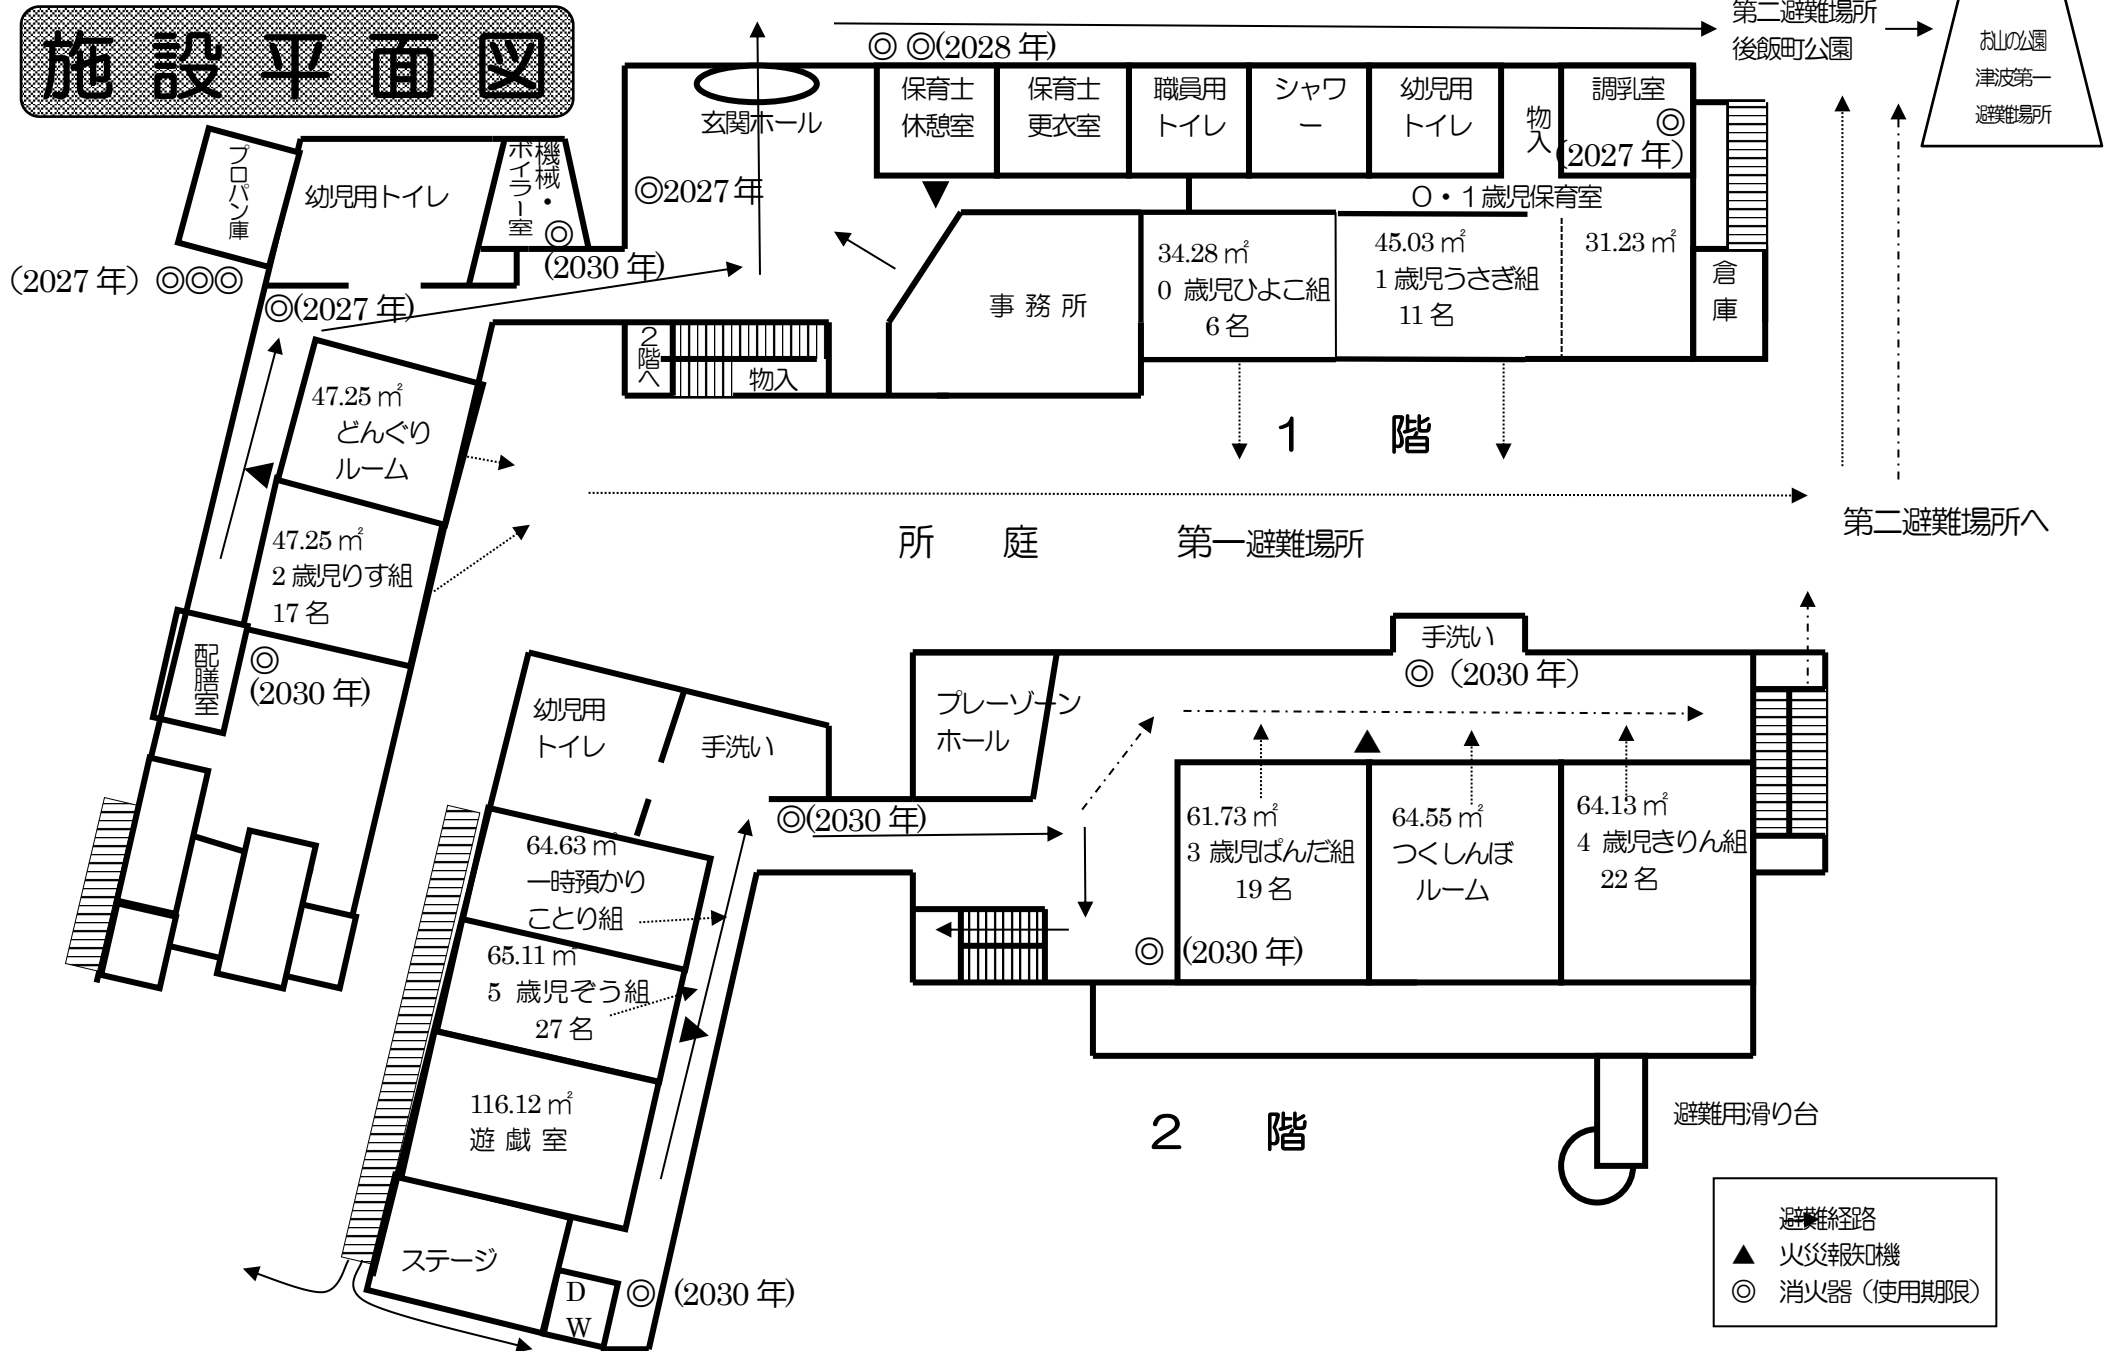 施設平面図
第二避難場所
後飯町公園
お山の公園
津波第一
避難場所
◎ ◎(2028年)
玄関ホール
保育士
休憩室
保育士
更衣室
職員用
トイレ
シャワ
ー
幼児用
トイレ
物入
調乳室
◎
(2027年)
プロパン庫
幼児用トイレ
機械・
ボイラー室
◎
(2030年)
◎2027年
０・１歳児保育室
(2027年) ◎◎◎
◎(2027年)
34.28㎡
0 歳児ひよこ組
6名
45.03㎡
1歳児うさぎ組
11名
31.23㎡
倉庫
事務所
2階へ
物入
47.25㎡
どんぐり
ルーム
1 階
47.25㎡
2歳児りす組
17名
所 庭 第一避難場所
第二避難場所へ
配膳室
◎
(2030年)
幼児用
トイレ
手洗い
プレーゾーン
ホール
手洗い
◎ (2030年)
◎(2030年)
64.63㎡
一時預かり
ことり組
65.11㎡
5 歳児ぞう組
27名
61.73㎡
3 歳児ぱんだ組
19名
64.55㎡
つくしんぼ
ルーム
64.13㎡
4 歳児きりん組
22名
◎ (2030年)
116.12㎡
遊戯室
2 階
避難用滑り台
ステージ
D
W
◎ (2030年)
避難経路
▲ 火災報知機
◎ 消火器（使用期限）